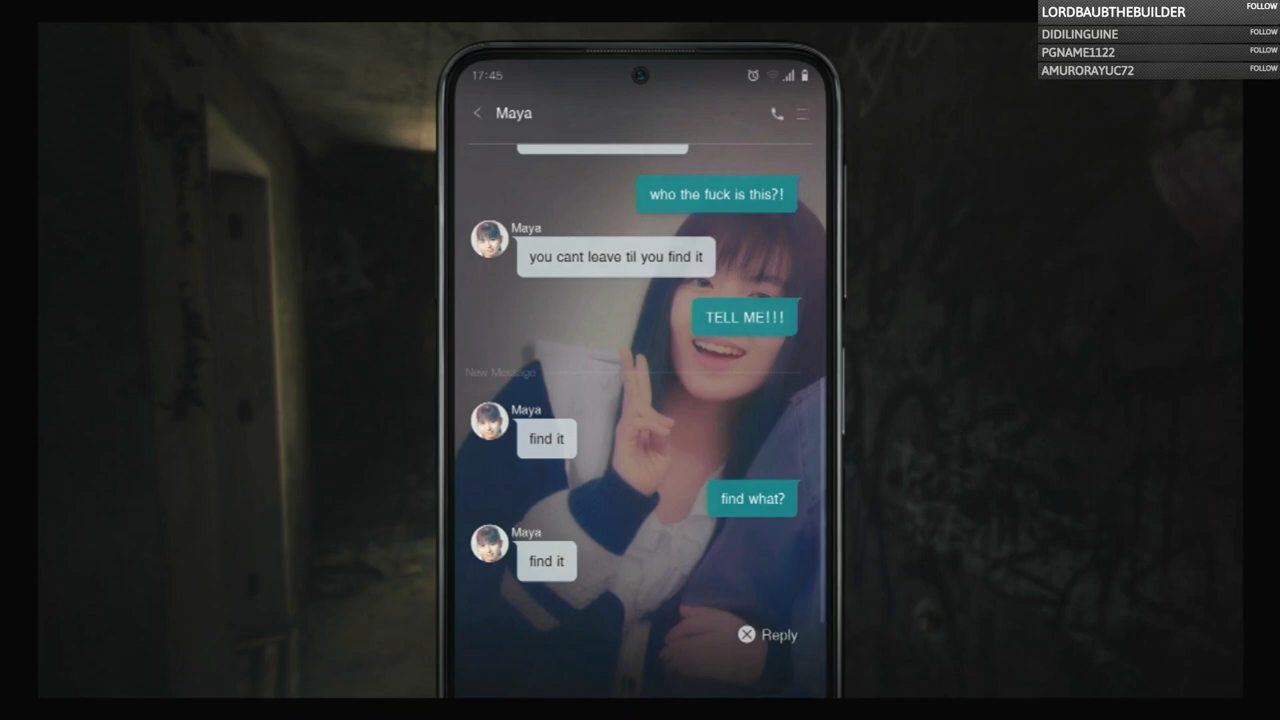 LORDBAUBTHEBUILDER FOLLOW
DIDILINGUINE FOLLOW
PGNAME1122 FOLLOW
AMURORAYUC72 FOLLOW
17:45
Maya
who the fuck is this?!
Maya
you cant leave til you find it
TELL ME!!!
New Message
Maya
find it
find what?
Maya
find it
Reply